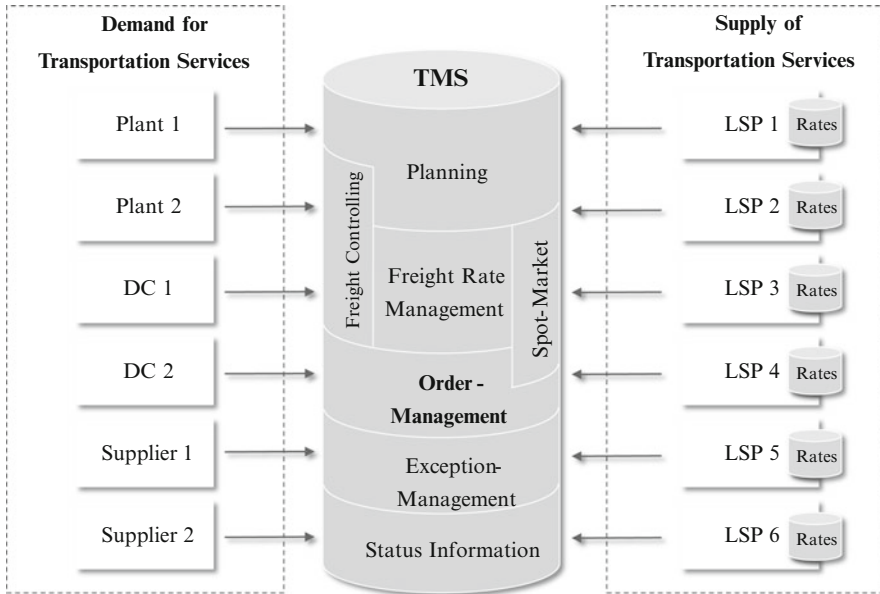 Demand for
Transportation Services
Plant 1
Plant 2
DC 1
DC 2
Supplier 1
Supplier 2
TMS
Planning
Freight Controlling
Freight Rate
Management
Spot-Market
Order -
Management
Exception-
Management
Status Information
Supply of
Transportation Services
LSP 1
Rates
LSP 2
Rates
LSP 3
Rates
LSP 4
Rates
LSP 5
Rates
LSP 6
Rates